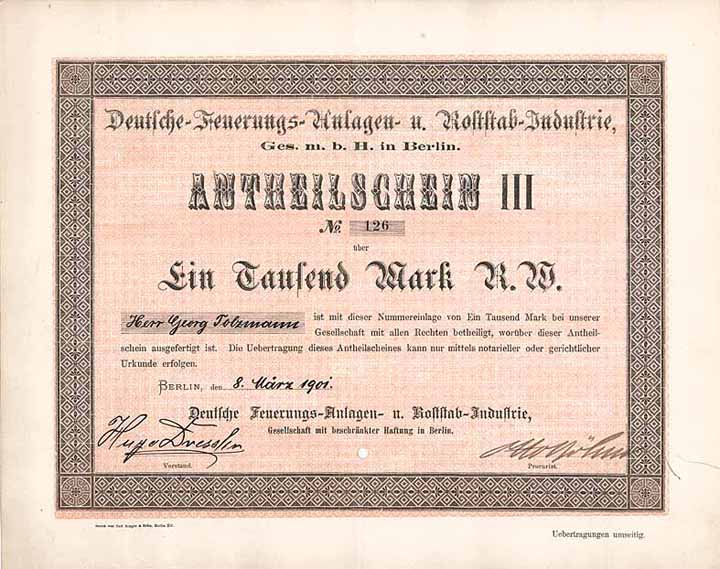 Deutsche-Feuerungs-Anlagen- u. Roststab-Industrie,
Ges. m. b. H. in Berlin.
ANTHEILSCHEIN III
No. 126
über
Ein Tausend Mark R. W.
Herr Georg Tolzmann ist mit dieser Nummereinlage von Ein Tausend Mark bei unserer
Gesellschaft mit allen Rechten betheiligt, worüber dieser Antheil-
schein ausgefertigt ist. Die Uebertragung dieses Antheilscheines kann nur mittels notarieller oder gerichtlicher
Urkunde erfolgen.
BERLIN, den 8. März 1901.
Deutsche Feuerungs-Anlagen- u. Roststab-Industrie,
Gesellschaft mit beschränkter Haftung in Berlin.
Hugo Dressler
Vorstand.
Procurist.
Uebertragungen umseitig.